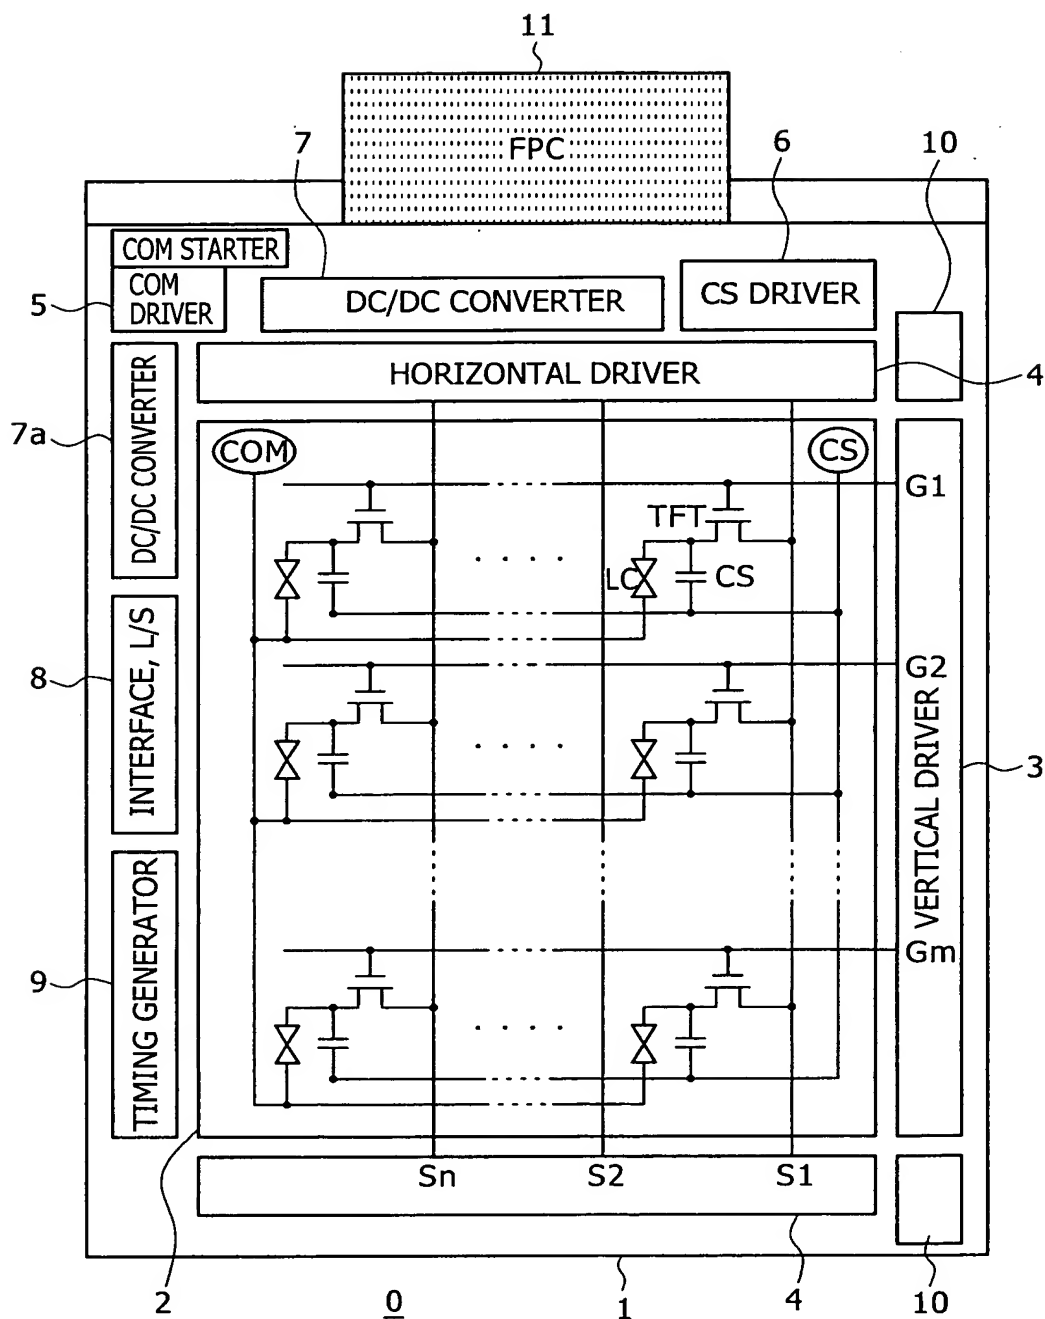 11
FPC
7
6
10
COM STARTER
COM
DRIVER
5
DC/DC CONVERTER
CS DRIVER
HORIZONTAL DRIVER
4
DC/DC CONVERTER
7a
COM
CS
G1
TFT
LC
CS
INTERFACE, L/S
8
G2
VERTICAL DRIVER
3
TIMING GENERATOR
9
Gm
Sn
S2
S1
2
0
1
4
10